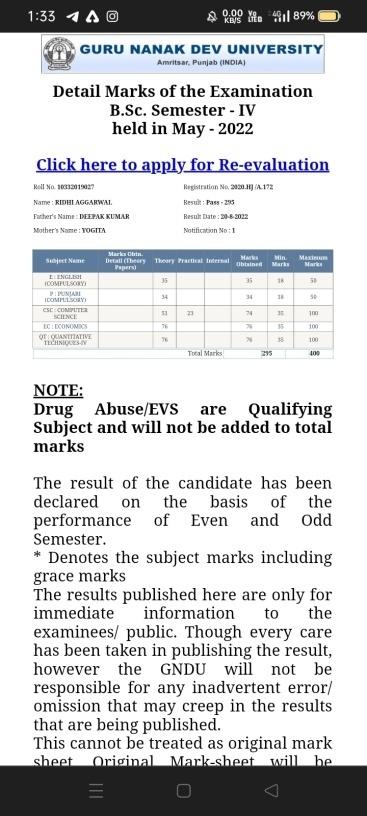 1:33
0.00 KB/S
Vo LTE
4G
89%
GURU NANAK DEV UNIVERSITY
Amritsar, Punjab (INDIA)
Detail Marks of the Examination
B.Sc. Semester - IV
held in May - 2022
Click here to apply for Re-evaluation
Roll No. 10332019027 Registration No. 2020.HJ /A.172
Name : RIDHI AGGARWAL Result : Pass - 295
Father's Name : DEEPAK KUMAR Result Date : 20-8-2022
Mother's Name : YOGITA Notification No : 1
Subject Name Marks Obtn. Detail (Theory Papers) Theory Practical Internal Marks Obtained Min. Marks Maximum Marks
E : ENGLISH (COMPULSORY) 35 35 18 50
P : PUNJABI (COMPULSORY) 34 34 18 50
CSC : COMPUTER SCIENCE 51 23 74 35 100
EC : ECONOMICS 76 76 35 100
QT : QUANTITATIVE TECHNIQUES-IV 76 76 35 100
Total Marks 295 400
NOTE:
Drug Abuse/EVS are Qualifying
Subject and will not be added to total
marks
The result of the candidate has been
declared on the basis of the
performance of Even and Odd
Semester.
* Denotes the subject marks including
grace marks
The results published here are only for
immediate information to the
examinees/ public. Though every care
has been taken in publishing the result,
however the GNDU will not be
responsible for any inadvertent error/
omission that may creep in the results
that are being published.
This cannot be treated as original mark
sheet. Original Mark-sheet will be